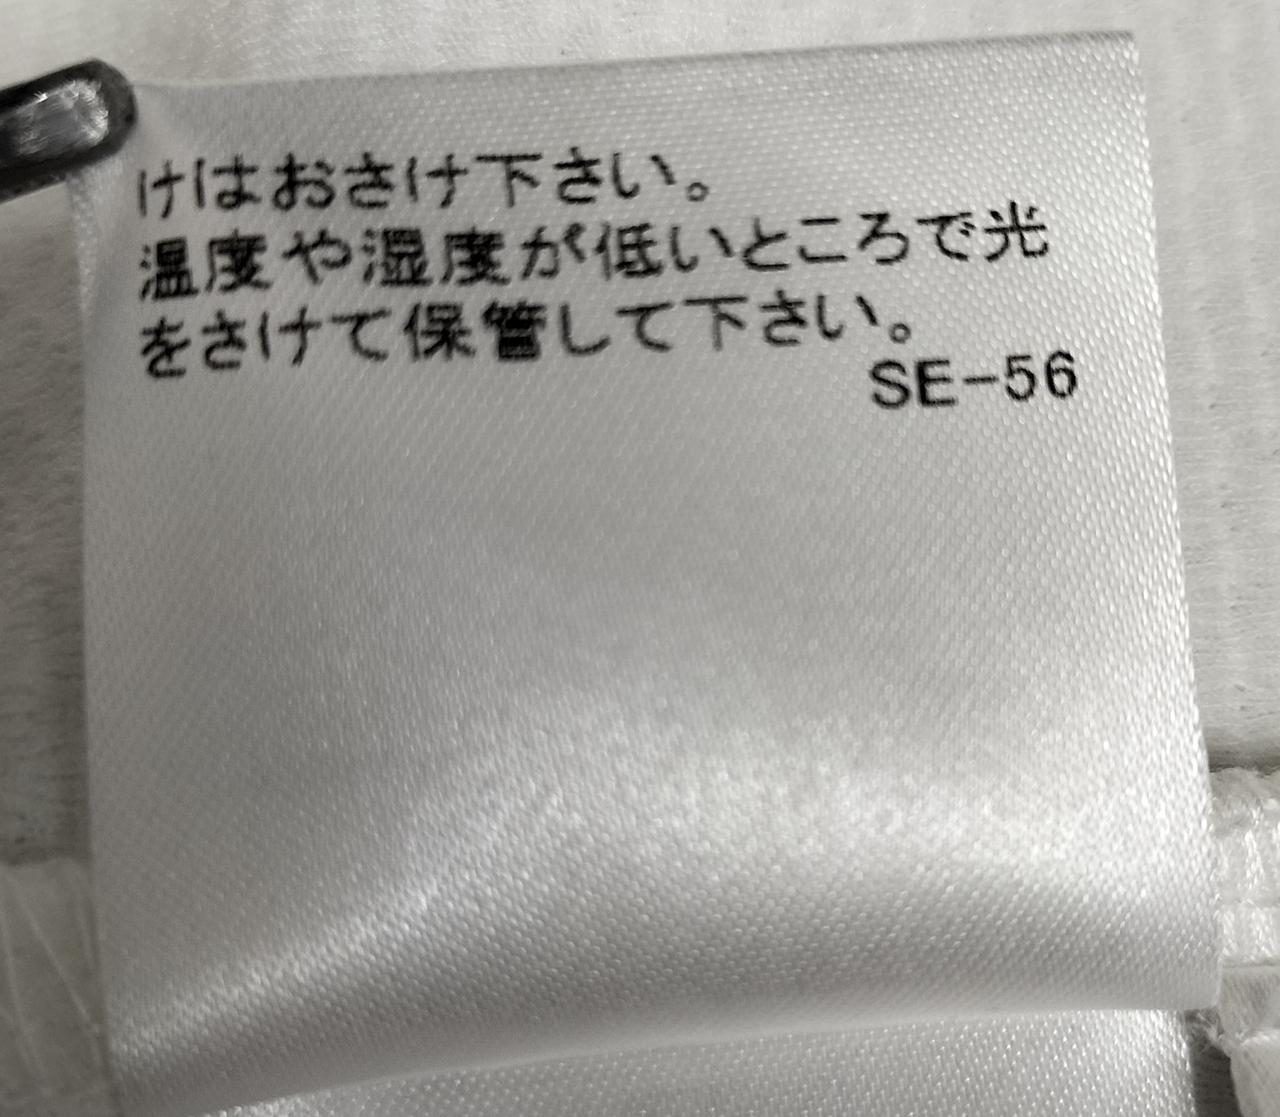 けはおさけ下さい。
温度や湿度が低いところで光
をさけて保管して下さい。
SE-56